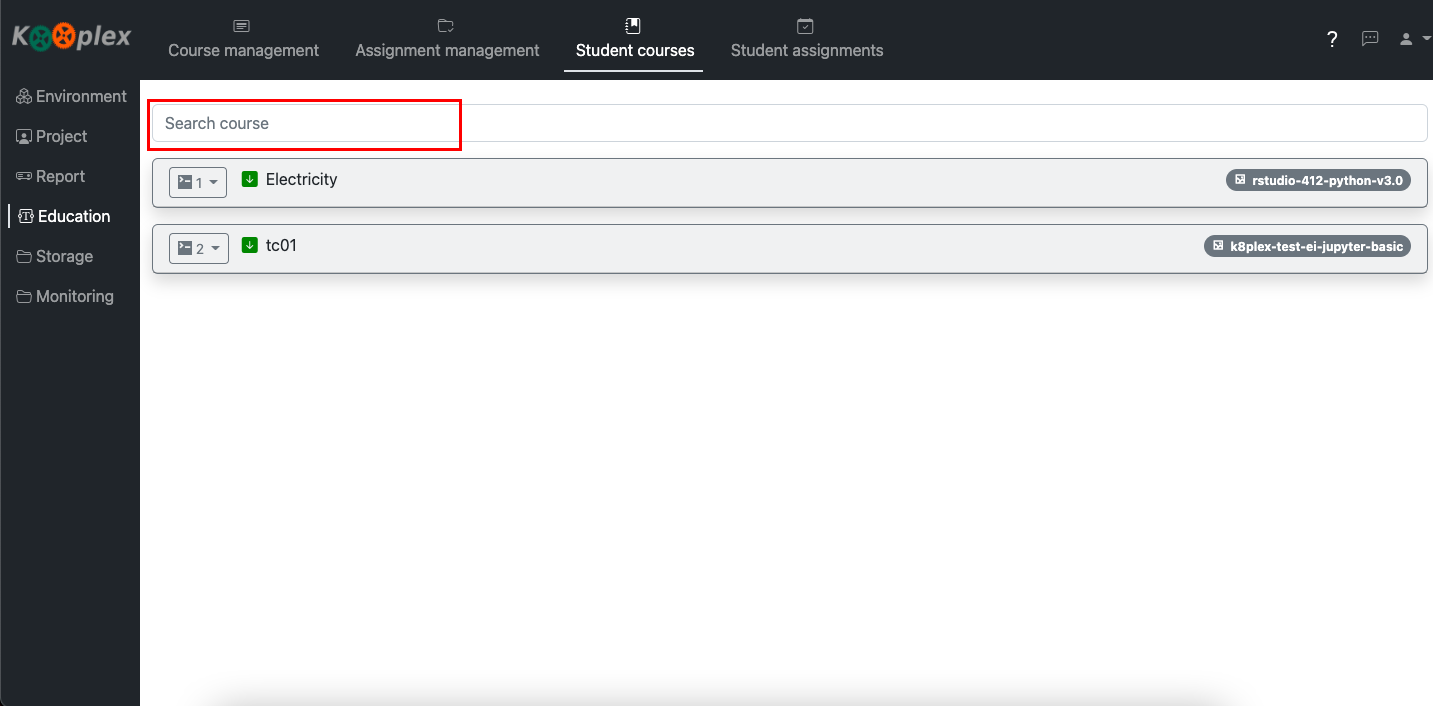 Kooplex
Course management
Assignment management
Student courses
Student assignments
?
Environment
Project
Report
Education
Storage
Monitoring
Search course
1 Electricity rstudio-412-python-v3.0
2 tc01 k8plex-test-ei-jupyter-basic